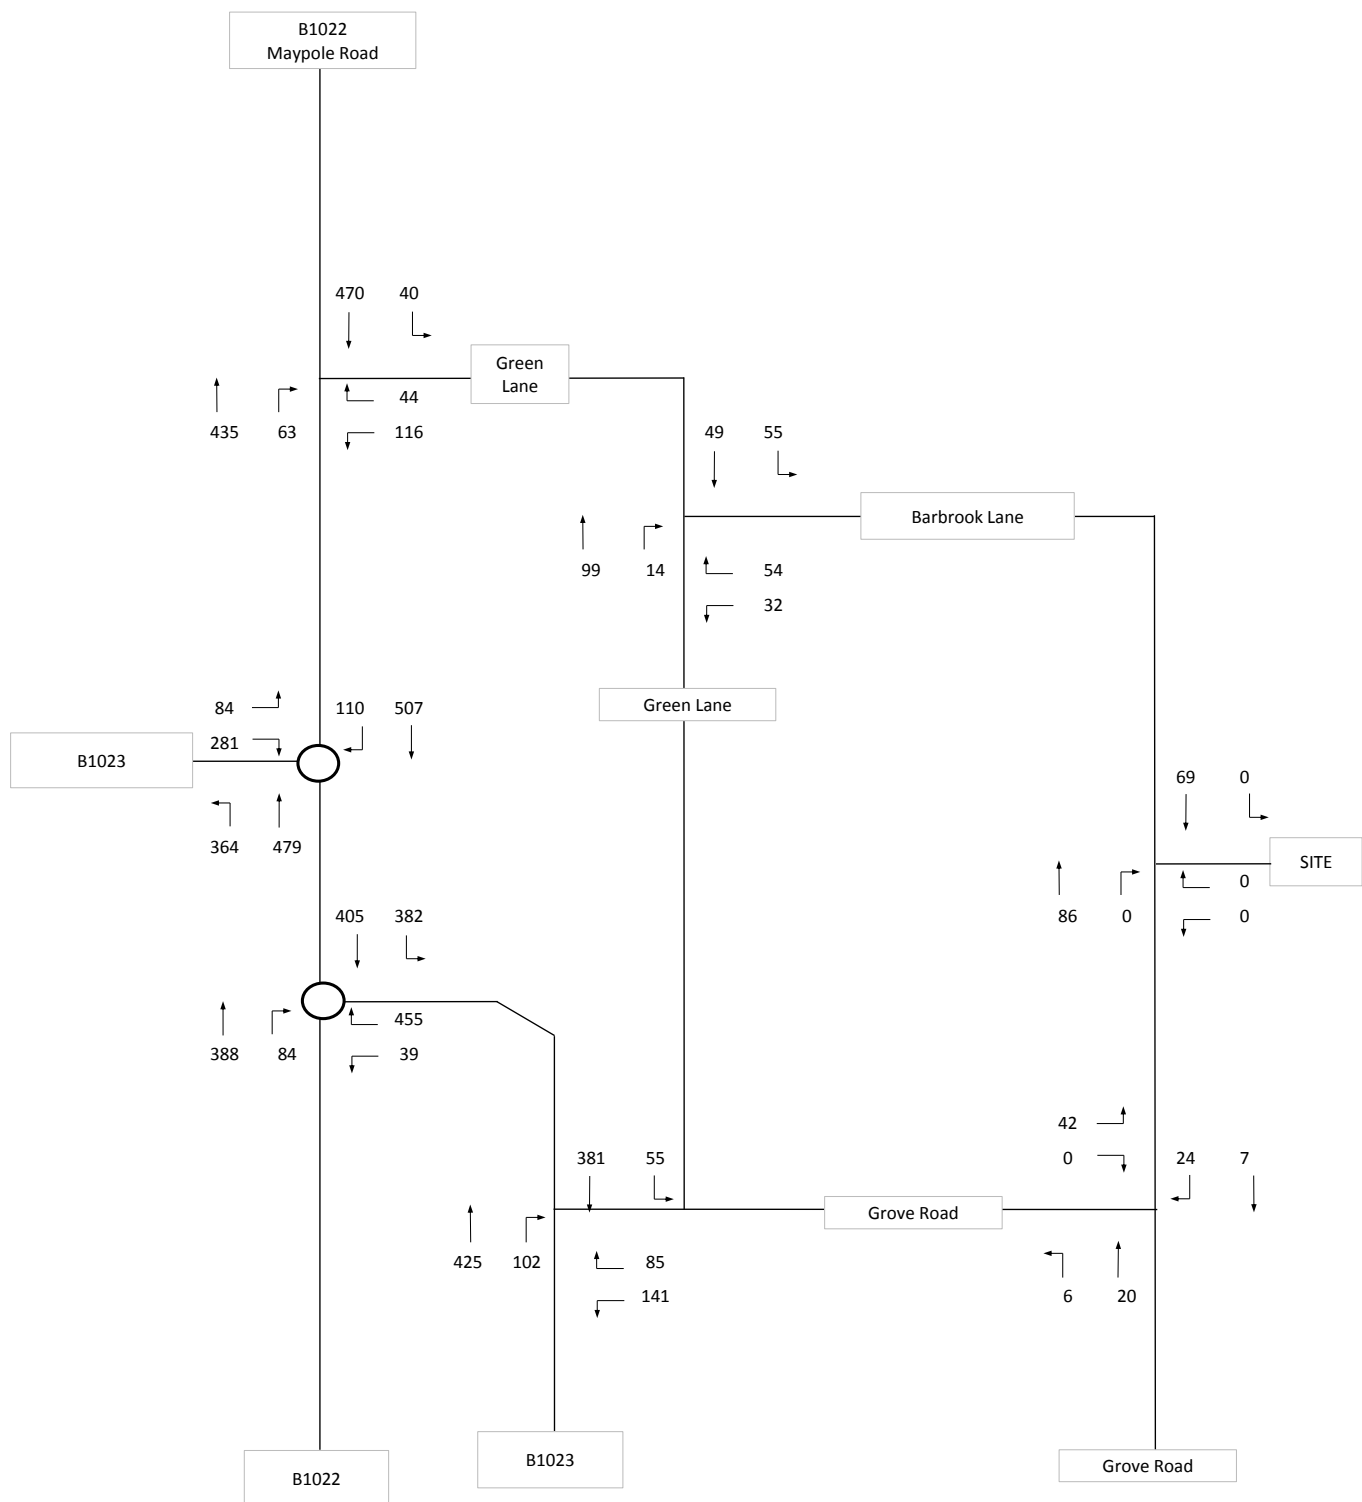 B1022
Maypole Road
470 40
Green
Lane
44
435 63 116
49 55
Barbrook Lane
99 14 54
32
Green Lane
84 110 507
281
B1023
69 0
364 479
SITE
0
86 0 0
405 382
455
388 84 39
42
381 55 0 24 7
Grove Road
425 102 85
6 20
141
B1023
Grove Road
B1022